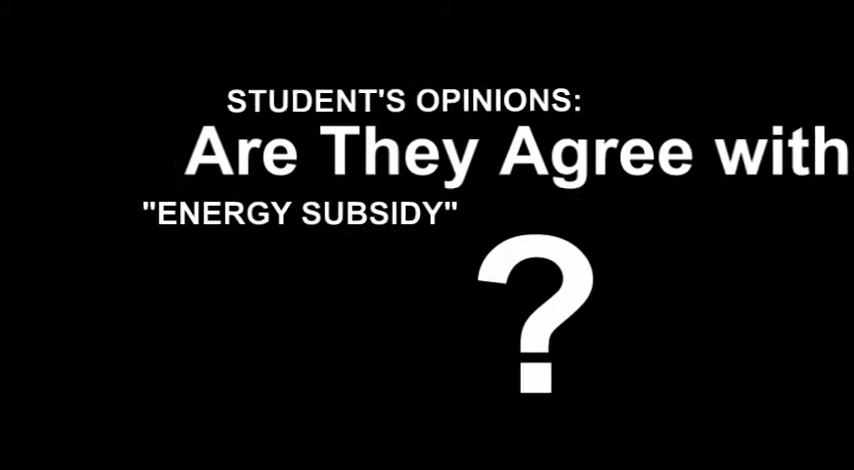 STUDENT'S OPINIONS:
Are They Agree with
"ENERGY SUBSIDY"
?